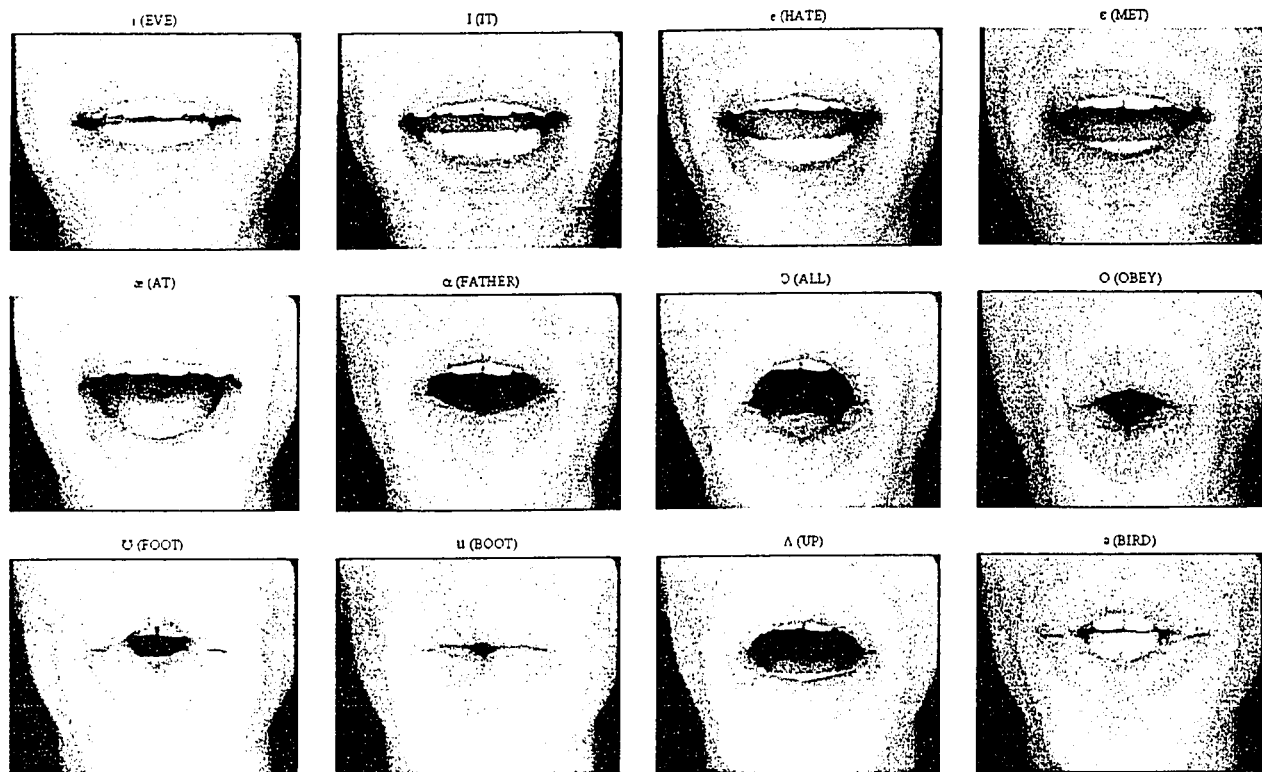 ı (EVE)
I (IT)
e (HATE)
ɛ (MET)
æ (AT)
ɑ (FATHER)
Ɔ (ALL)
O (OBEY)
Ʊ (FOOT)
u (BOOT)
Λ (UP)
ə (BIRD)